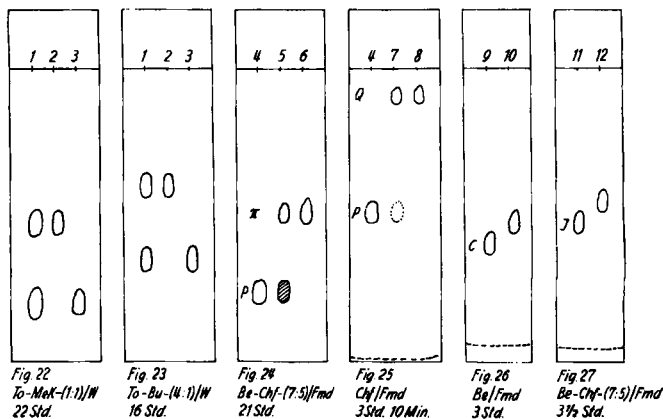 1 2 3
1 2 3
4 5 6
4 7 8
9 10
11 12
Q
π
P
P
C
J
Fig. 22
To-MeK-(1:1)/W
22 Std.
Fig. 23
To-Bu-(4:1)/W
16 Std.
Fig. 24
Be-Chf-(7:5)/Fmd
21 Std.
Fig. 25
Chf/Fmd
3 Std. 10 Min.
Fig. 26
Be/Fmd
3 Std.
Fig. 27
Be-Chf-(7:5)/Fmd
3½ Std.